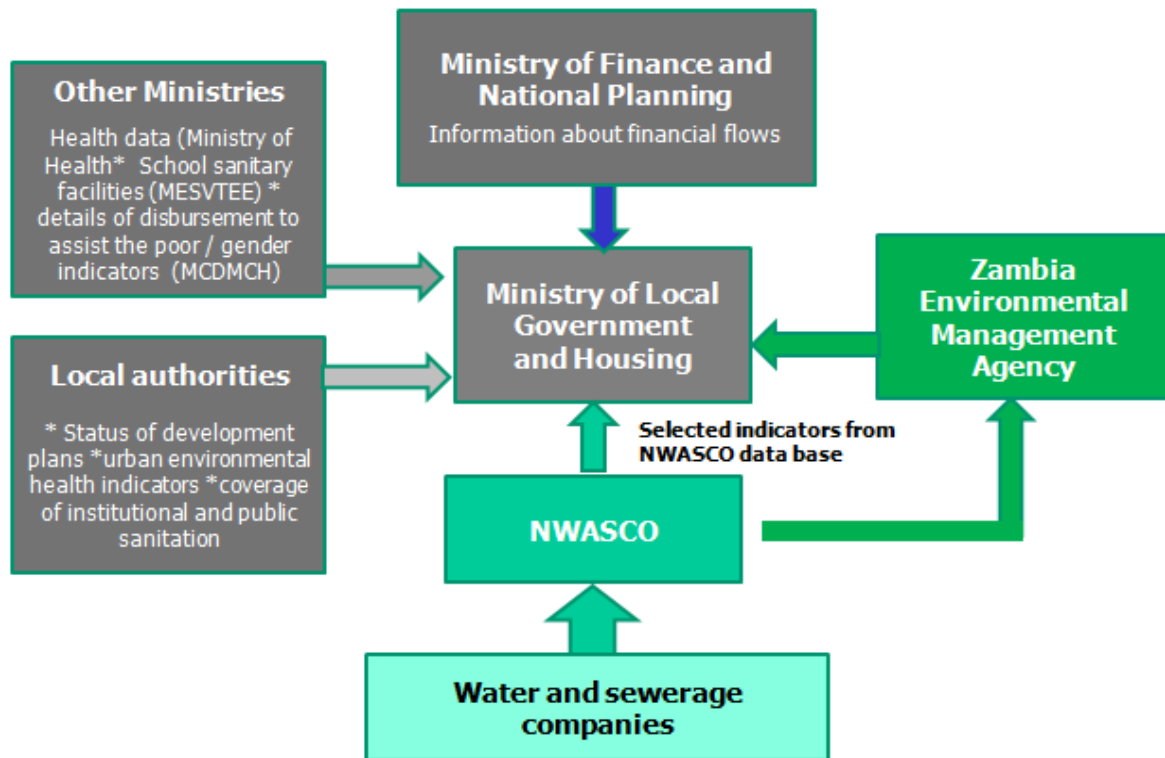 Other Ministries
Health data (Ministry of
Health*  School sanitary
facilities (MESVTEE) *
details of disbursement to
assist the poor / gender
indicators  (MCDMCH)
Ministry of Finance and
National Planning
Information about financial flows
Ministry of Local
Government
and Housing
Zambia
Environmental
Management
Agency
Local authorities
* Status of development
plans *urban environmental
health indicators *coverage
of institutional and public
sanitation
Selected indicators from
NWASCO data base
NWASCO
Water and sewerage
companies